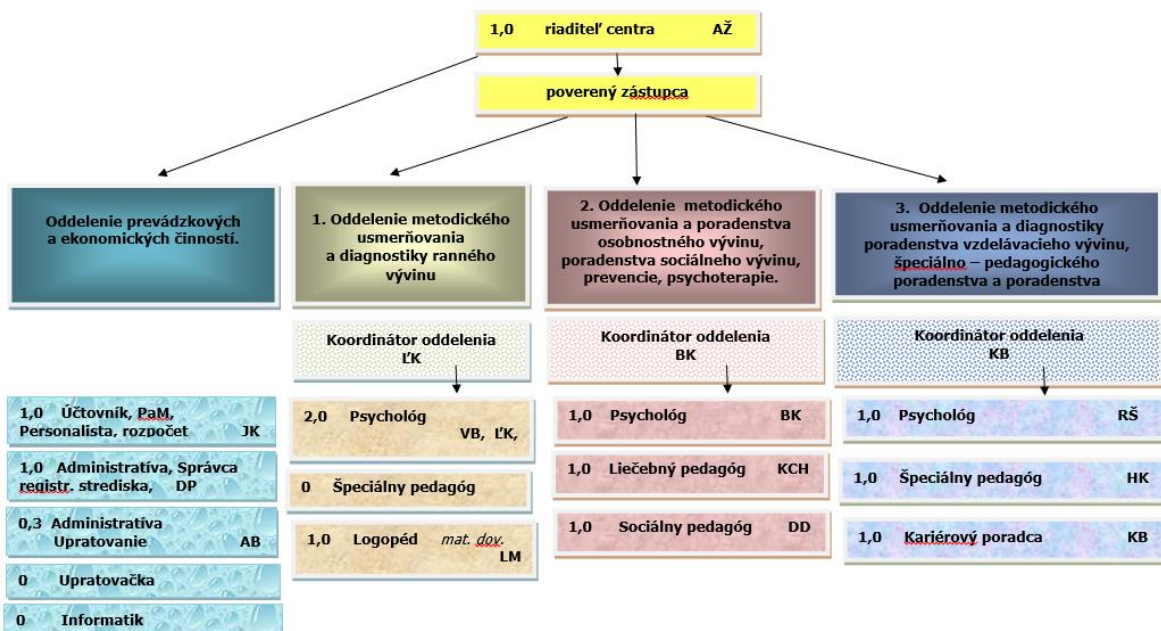 1,0 riaditeľ centra AŽ
poverený zástupca
Oddelenie prevádzkových
a ekonomických činností.
1. Oddelenie metodického
usmerňovania
a diagnostiky ranného
vývinu
2. Oddelenie metodického
usmerňovania a poradenstva
osobnostného vývinu,
poradenstva sociálneho vývinu,
prevencie, psychoterapie.
3. Oddelenie metodického
usmerňovania a diagnostiky
poradenstva vzdelávacieho vývinu,
špeciálno – pedagogického
poradenstva a poradenstva
Koordinátor oddelenia
ĽK
Koordinátor oddelenia
BK
Koordinátor oddelenia
KB
1,0 Účtovník, PaM,
Personalista, rozpočet JK
1,0 Administratíva, Správca
registr. strediska, DP
0,3 Administratíva
Upratovanie AB
0 Upratovačka
0 Informatik
2,0 Psychológ
VB, ĽK,
0 Špeciálny pedagóg
1,0 Logopéd mat. dov.
LM
1,0 Psychológ BK
1,0 Liečebný pedagóg KCH
1,0 Sociálny pedagóg DD
1,0 Psychológ RŠ
1,0 Špeciálny pedagóg HK
1,0 Kariérový poradca KB